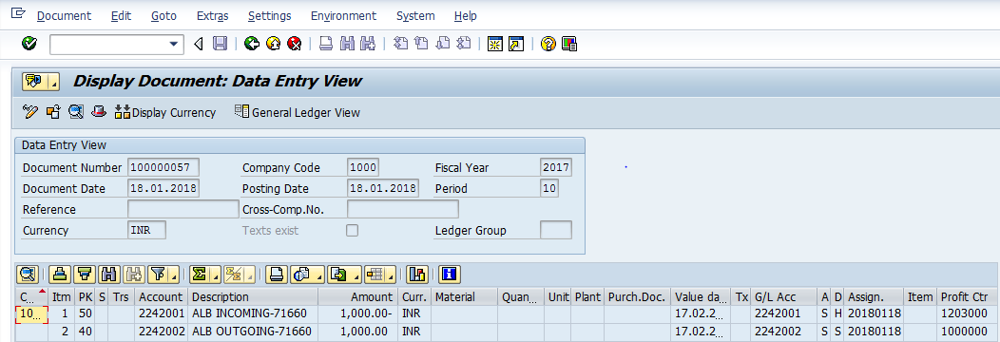 Document Edit Goto Extras Settings Environment System Help
Display Document: Data Entry View
Display Currency General Ledger View
Data Entry View
Document Number 100000057 Company Code 1000 Fiscal Year 2017
Document Date 18.01.2018 Posting Date 18.01.2018 Period 10
Reference Cross-Comp.No.
Currency INR Texts exist Ledger Group
C... Itm PK S Trs Account Description Amount Curr. Material Quan... Unit Plant Purch.Doc. Value da... Tx G/L Acc A D Assign. Item Profit Ctr
10... 1 50 2242001 ALB INCOMING-71660 1,000.00- INR 17.02.2... 2242001 S H 20180118 1203000
2 40 2242002 ALB OUTGOING-71660 1,000.00 INR 17.02.2... 2242002 S S 20180118 1000000